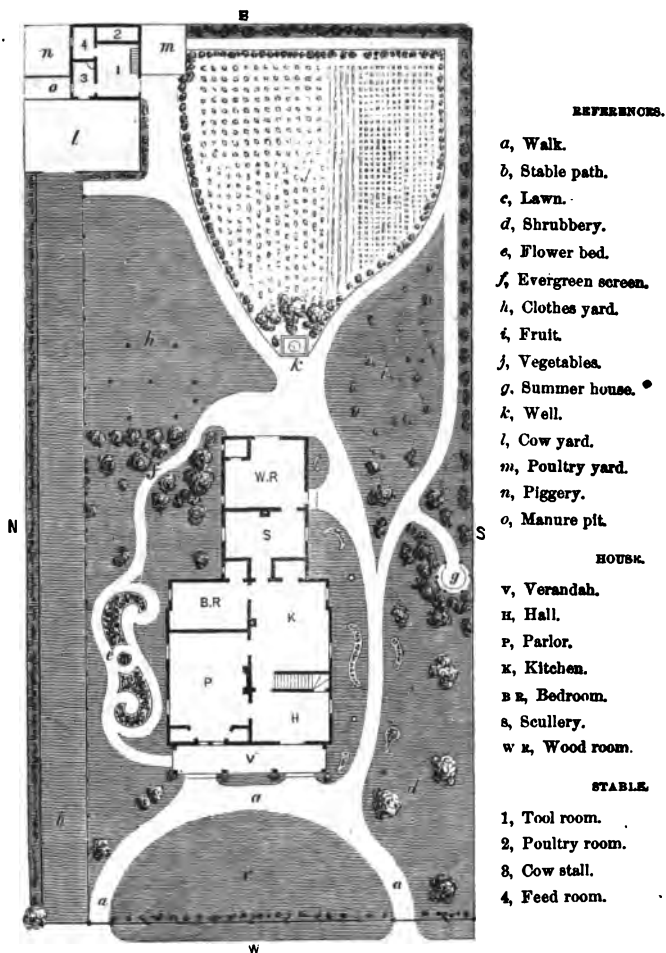 E
n
4
2
m
1
o
3
l
j
h
k
i
f
W.R
N
S
S
g
B.R
K
e
P
H
V
d
a
b
c
a
a
W
REFERENCES.
a, Walk.
b, Stable path.
c, Lawn.
d, Shrubbery.
e, Flower bed.
f, Evergreen screen.
h, Clothes yard.
i, Fruit.
j, Vegetables.
g. Summer house.
k, Well.
l, Cow yard.
m, Poultry yard.
n, Piggery.
o, Manure pit.
HOUSE.
V, Verandah.
H, Hall.
P, Parlor.
K, Kitchen.
B R, Bedroom.
S, Scullery.
W R, Wood room.
STABLE.
1, Tool room.
2, Poultry room.
3, Cow stall.
4, Feed room.